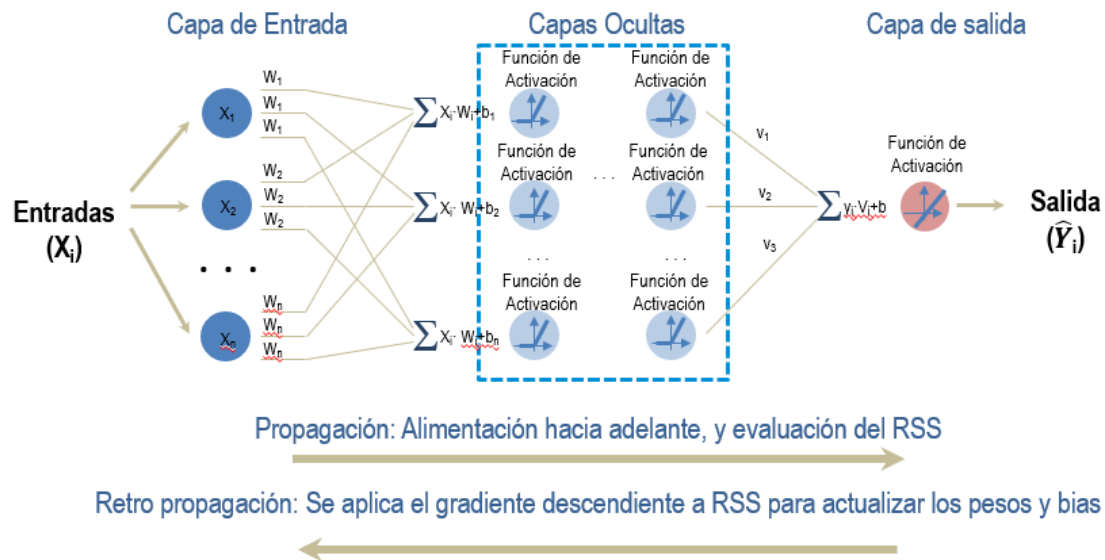 Capa de Entrada
Capas Ocultas
Capa de salida
Entradas
(Xᵢ)
X₁
X₂
. . .
Xₙ
W₁
W₁
W₁
W₂
W₂
W₂
Wₙ
Wₙ
Wₙ
∑ Xᵢ· Wᵢ+b₁
∑ Xᵢ· Wᵢ+b₂
∑ Xᵢ· Wᵢ+bₙ
Función de
Activación
Función de
Activación
Función de
Activación
. . .
Función de
Activación
. . .
. . .
Función de
Activación
Función de
Activación
v₁
v₂
v₃
∑ yᵢ· Vᵢ+b
Función de
Activación
Salida
(Ŷᵢ)
Propagación: Alimentación hacia adelante, y evaluación del RSS
Retro propagación: Se aplica el gradiente descendiente a RSS para actualizar los pesos y bias